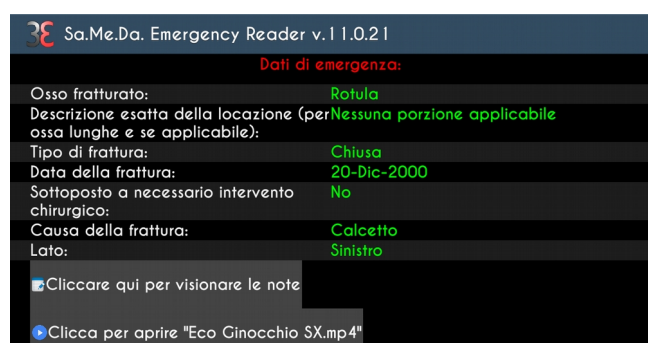 Sa.Me.Da. Emergency Reader v.11.0.21
Dati di emergenza:
Osso fratturato: Rotula
Descrizione esatta della locazione (per Nessuna porzione applicabile
ossa lunghe e se applicabile):
Tipo di frattura: Chiusa
Data della frattura: 20-Dic-2000
Sottoposto a necessario intervento No
chirurgico:
Causa della frattura: Calcetto
Lato: Sinistro
Cliccare qui per visionare le note
Clicca per aprire "Eco Ginocchio SX.mp4"